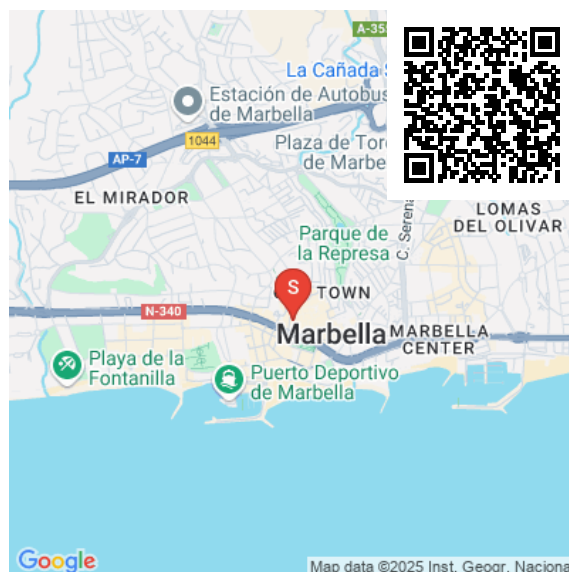 A-355
La Cañada S
Estación de Autobus
de Marbella
1044
Plaza de Toro
de Marbe
AP-7
EL MIRADOR
LOMAS
DEL OLIVAR
C. Serena
Parque de
la Represa
S
TOWN
N-340
Marbella
MARBELLA
CENTER
Playa de la
Fontanilla
Puerto Deportivo
de Marbella
Google
Map data ©2025 Inst. Geogr. Naciona